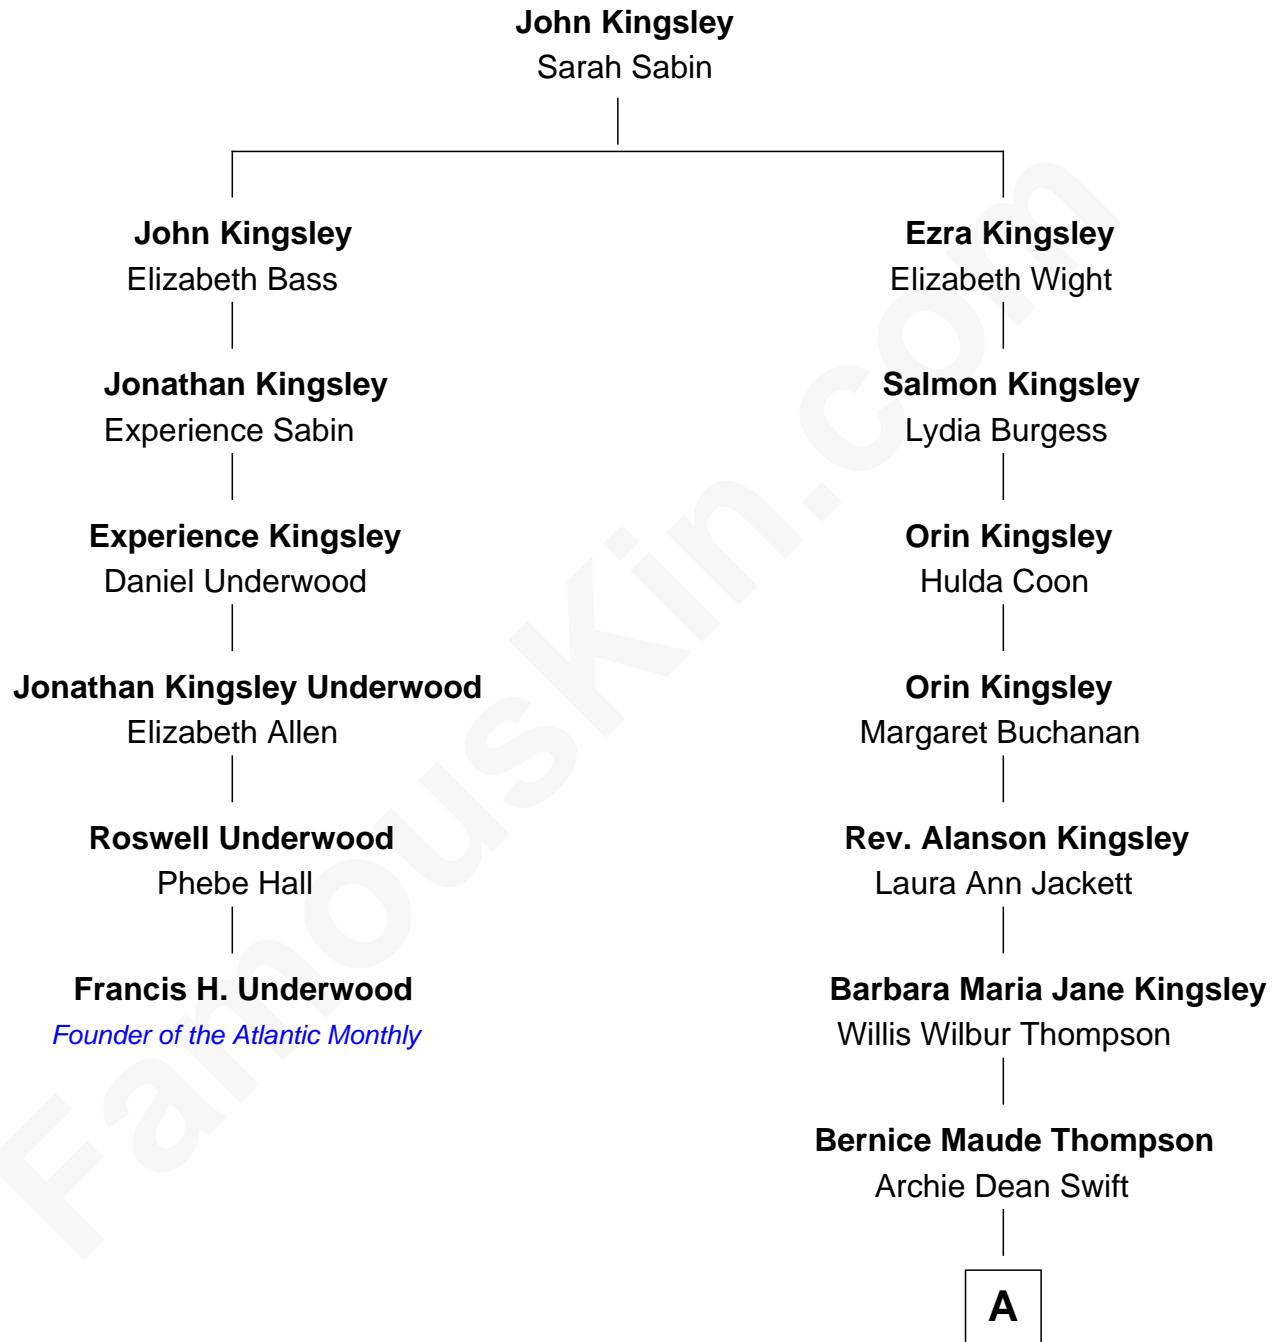 John Kingsley
Sarah Sabin
John Kingsley
Elizabeth Bass
Jonathan Kingsley
Experience Sabin
Experience Kingsley
Daniel Underwood
Jonathan Kingsley Underwood
Elizabeth Allen
Roswell Underwood
Phebe Hall
Francis H. Underwood
Founder of the Atlantic Monthly
Ezra Kingsley
Elizabeth Wight
Salmon Kingsley
Lydia Burgess
Orin Kingsley
Hulda Coon
Orin Kingsley
Margaret Buchanan
Rev. Alanson Kingsley
Laura Ann Jackett
Barbara Maria Jane Kingsley
Willis Wilbur Thompson
Bernice Maude Thompson
Archie Dean Swift
A
FamousKin.com